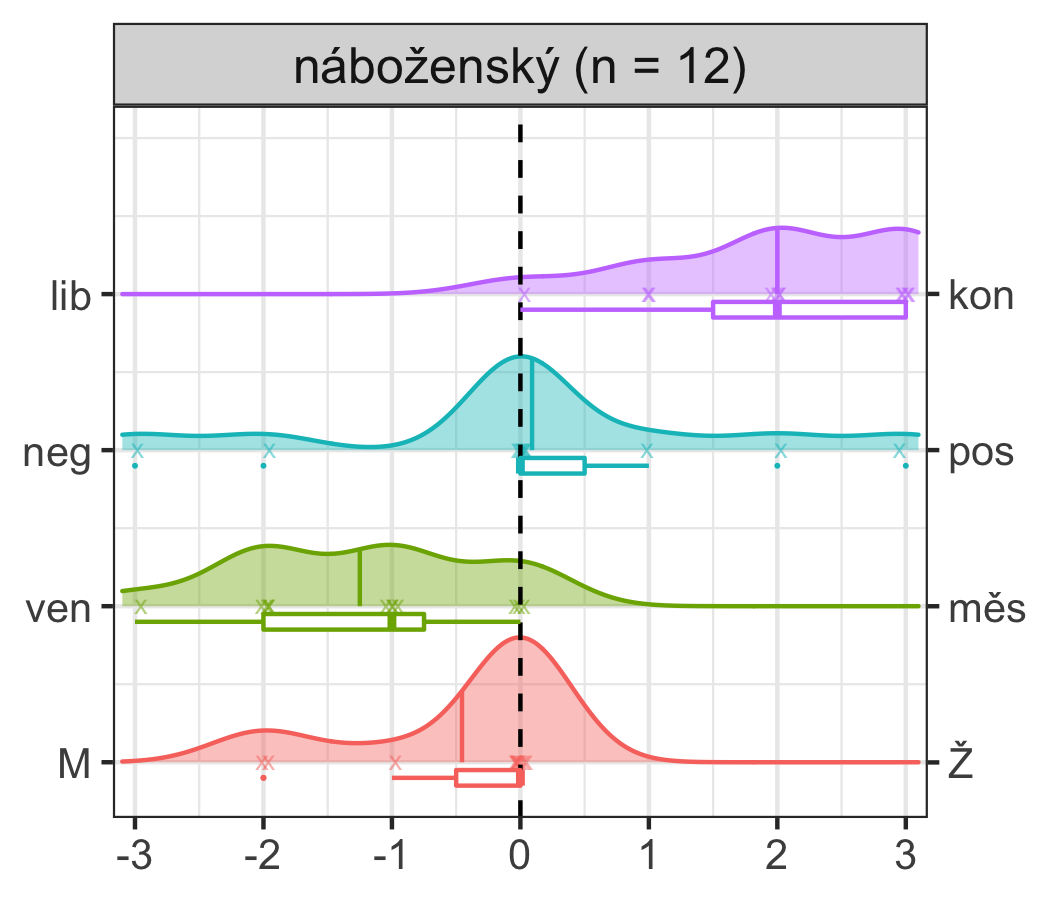 náboženský (n = 12)
lib kon
neg pos
ven měs
M Ž
-3 -2 -1 0 1 2 3